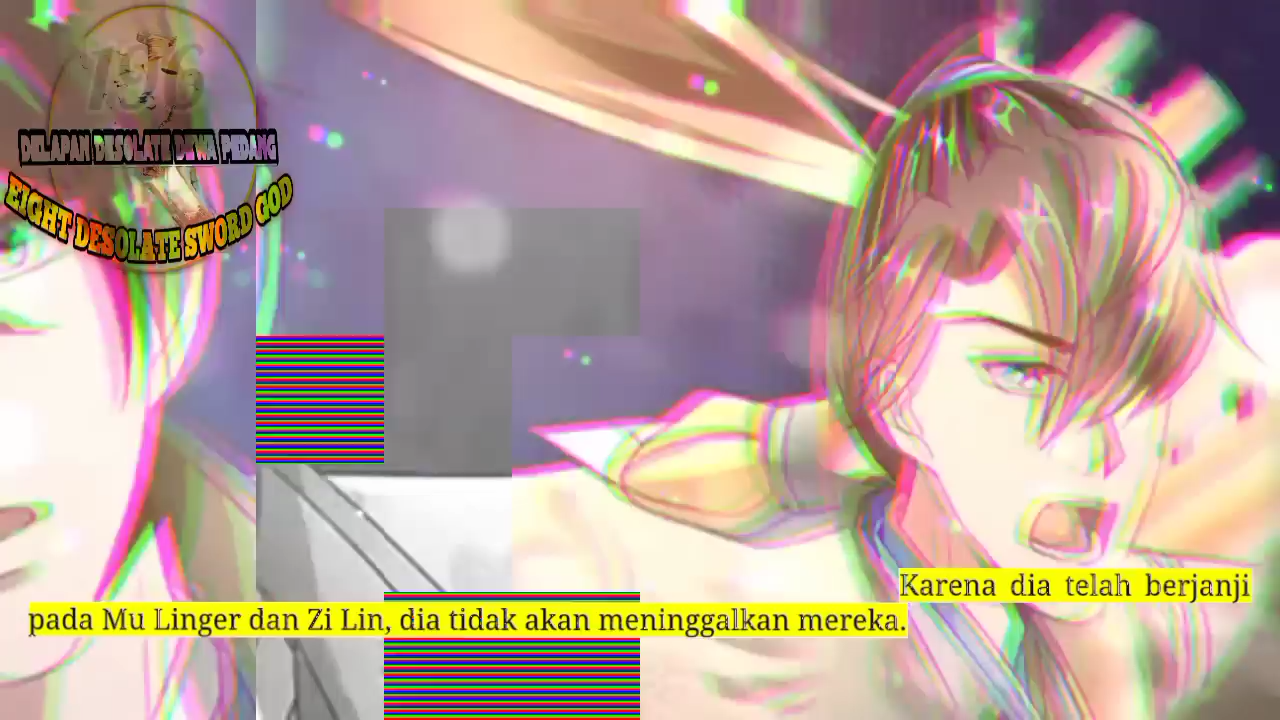 DELAPAN DESOLATE DEWA PEDANG
EIGHT DESOLATE SWORD GOD
Karena dia telah berjanji
pada Mu Linger dan Zi Lin, dia tidak akan meninggalkan mereka.